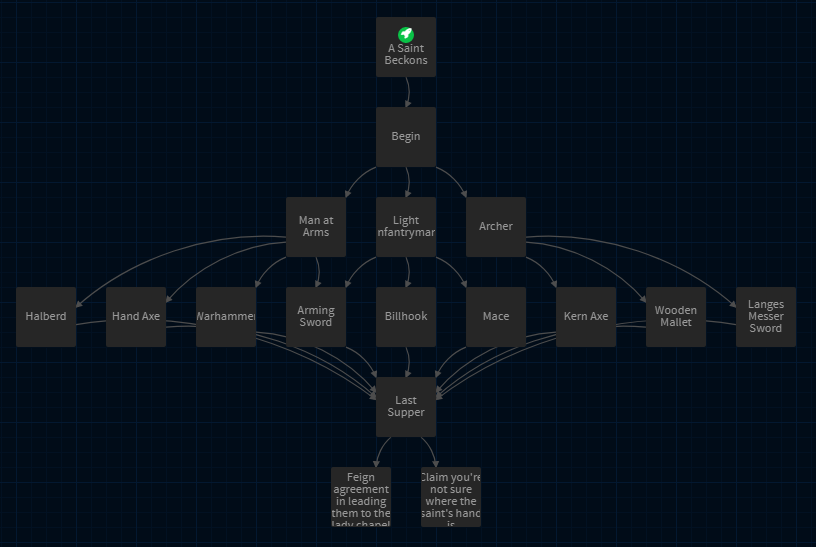 A Saint
Beckons
Begin
Man at
Arms
Light
nfantryman
Archer
Halberd
Hand Axe
Warhammer
Arming
Sword
Billhook
Mace
Kern Axe
Wooden
Mallet
Langes
Messer
Sword
Last
Supper
Feign
agreement
in leading
them to the
lady chapel
Claim you're
not sure
where the
saint's hand
is